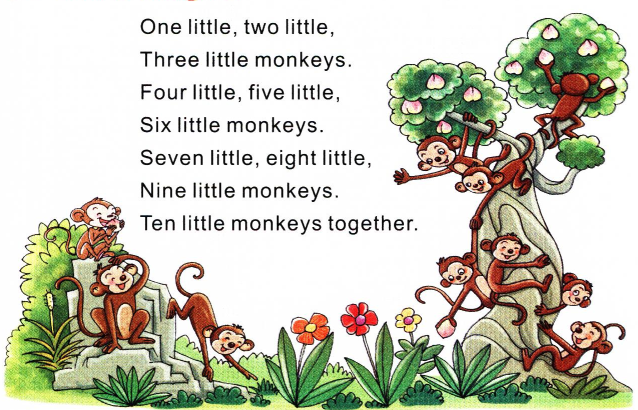 One little, two little,
Three little monkeys.
Four little, five little,
Six little monkeys.
Seven little, eight little,
Nine little monkeys.
Ten little monkeys together.